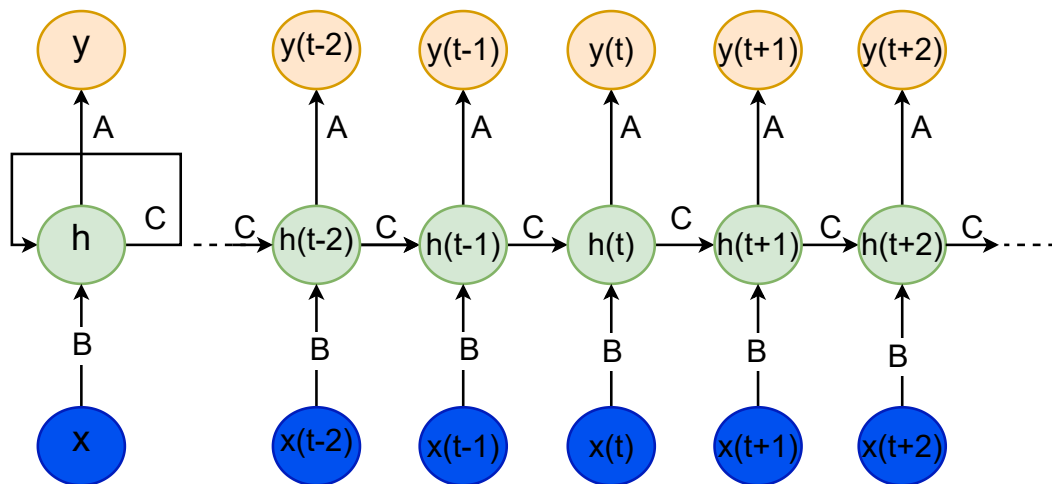 y y(t-2) y(t-1) y(t) y(t+1) y(t+2)
A A A A A A
C C C C C C C
h h(t-2) h(t-1) h(t) h(t+1) h(t+2)
B B B B B B
x x(t-2) x(t-1) x(t) x(t+1) x(t+2)